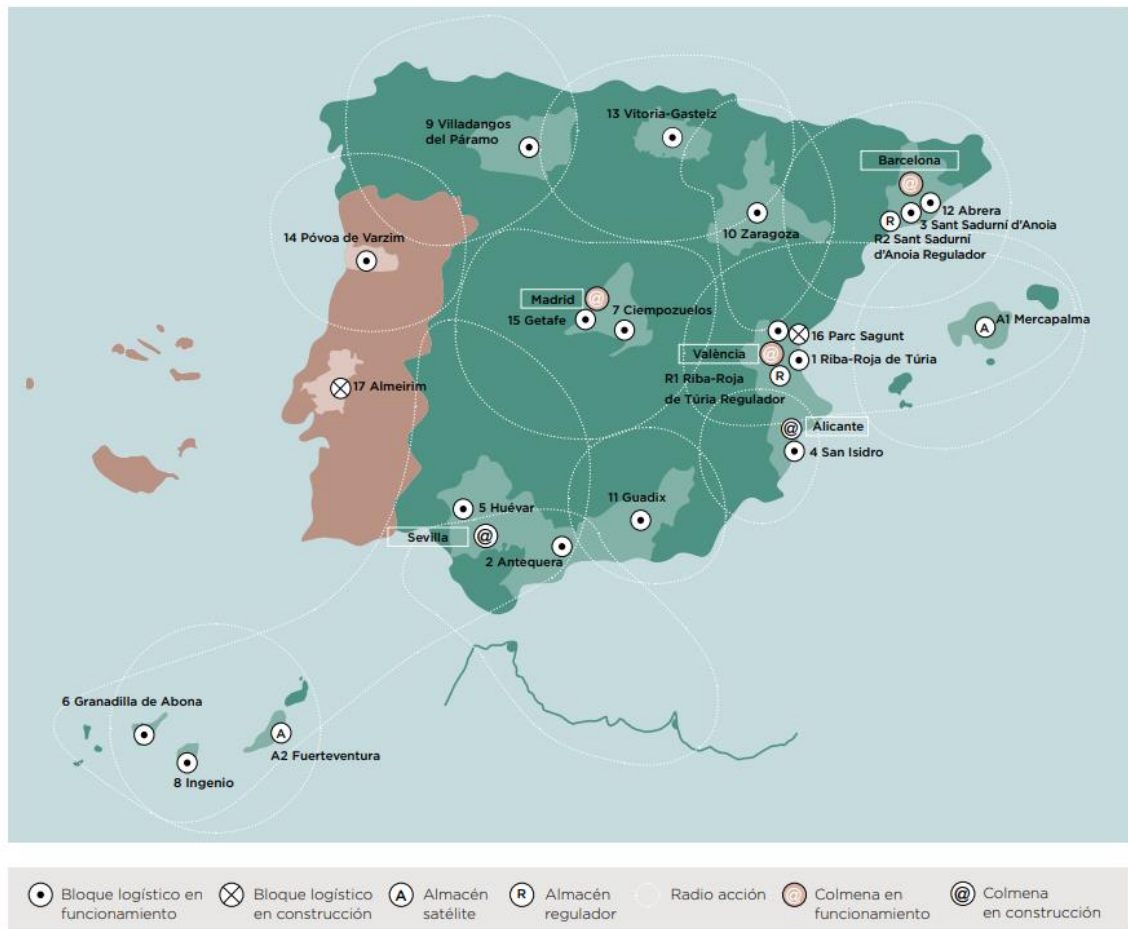 9 Villadangos
del Páramo
13 Vitoria-Gasteiz
Barcelona
@
12 Abrera
3 Sant Sadurní d'Anoia
R
R2 Sant Sadurní
d'Anoia Regulador
10 Zaragoza
14 Póvoa de Varzim
Madrid
@
7 Ciempozuelos
15 Getafe
A
A1 Mercapalma
16 Parc Sagunt
València
@
1 Riba-Roja de Túria
R1 Riba-Roja
R
de Túria Regulador
17 Almeirim
@
Alicante
4 San Isidro
5 Huévar
11 Guadix
Sevilla
@
2 Antequera
6 Granadilla de Abona
A
A2 Fuerteventura
8 Ingenio
Bloque logístico en
funcionamiento
Bloque logístico
en construcción
A
Almacén
satélite
R
Almacén
regulador
Radio acción
@
Colmena en
funcionamiento
@
Colmena
en construcción